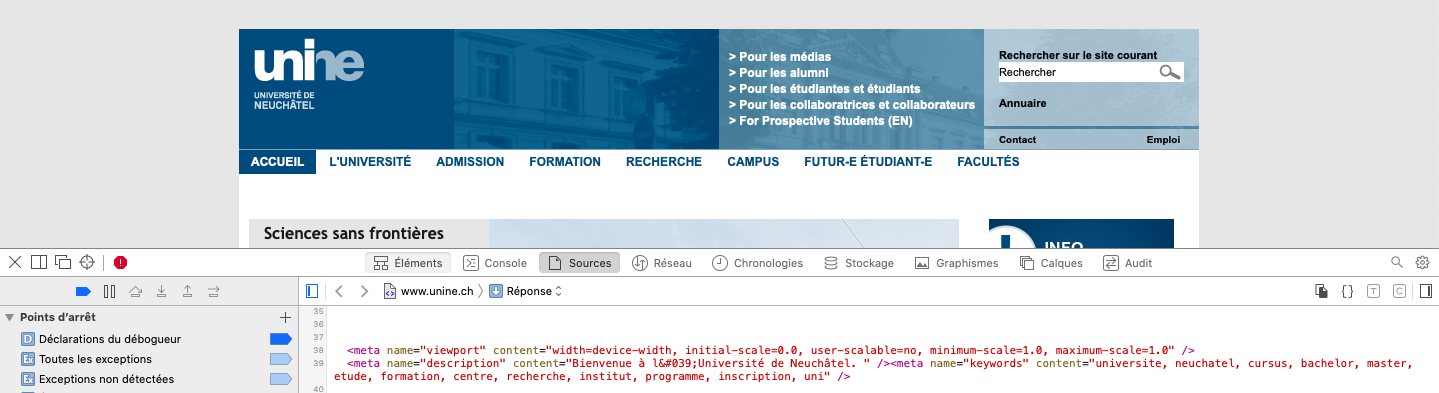 unine
UNIVERSITÉ DE
NEUCHÂTEL
> Pour les médias
> Pour les alumni
> Pour les étudiantes et étudiants
> Pour les collaboratrices et collaborateurs
> For Prospective Students (EN)
Rechercher sur le site courant
Rechercher
Annuaire
Contact Emploi
ACCUEIL L'UNIVERSITÉ ADMISSION FORMATION RECHERCHE CAMPUS FUTUR-E ÉTUDIANT-E FACULTÉS
Sciences sans frontières
INFO
Éléments Console Sources Réseau Chronologies Stockage Graphismes Calques Audit
www.unine.ch Réponse
T C
Points d'arrêt
D Déclarations du débogueur
Ex Toutes les exceptions
Ex Exceptions non détectées
35
36
37
38 <meta name="viewport" content="width=device-width, initial-scale=0.0, user-scalable=no, minimum-scale=1.0, maximum-scale=1.0" />
39 <meta name="description" content="Bienvenue à l&#039;Université de Neuchâtel. " /><meta name="keywords" content="universite, neuchatel, cursus, bachelor, master,
etude, formation, centre, recherche, institut, programme, inscription, uni" />
40